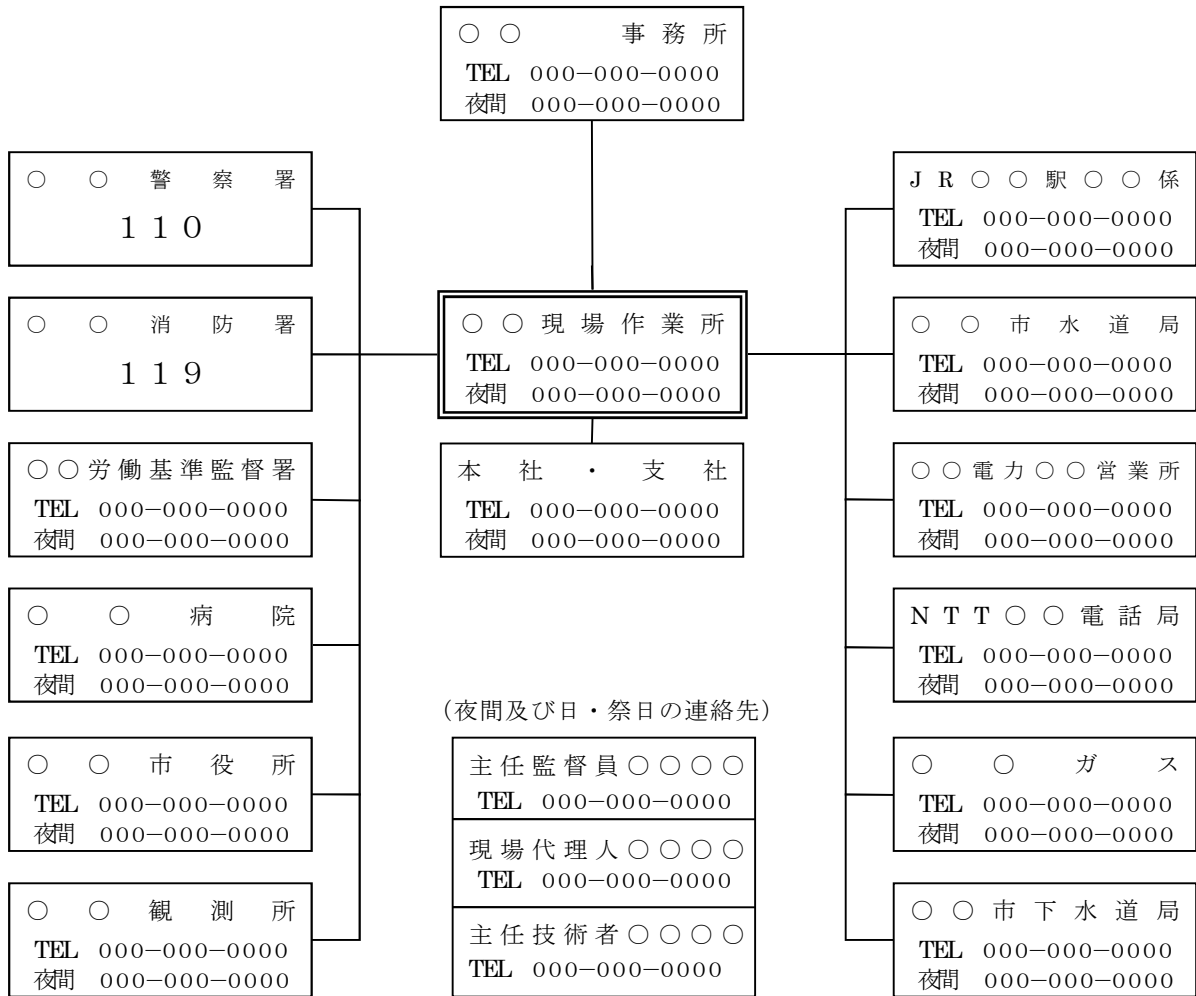 ○○ 事務所
TEL 000-000-0000
夜間 000-000-0000
○○警察署
110
○○消防署
119
○○労働基準監督署
TEL 000-000-0000
夜間 000-000-0000
○○病院
TEL 000-000-0000
夜間 000-000-0000
○○市役所
TEL 000-000-0000
夜間 000-000-0000
○○観測所
TEL 000-000-0000
夜間 000-000-0000
○○現場作業所
TEL 000-000-0000
夜間 000-000-0000
本社・支社
TEL 000-000-0000
夜間 000-000-0000
(夜間及び日・祭日の連絡先)
主任監督員○○○○
TEL 000-000-0000
現場代理人○○○○
TEL 000-000-0000
主任技術者○○○○
TEL 000-000-0000
JR○○駅○○係
TEL 000-000-0000
夜間 000-000-0000
○○市水道局
TEL 000-000-0000
夜間 000-000-0000
○○電力○○営業所
TEL 000-000-0000
夜間 000-000-0000
NTT○○電話局
TEL 000-000-0000
夜間 000-000-0000
○○ガス
TEL 000-000-0000
夜間 000-000-0000
○○市下水道局
TEL 000-000-0000
夜間 000-000-0000